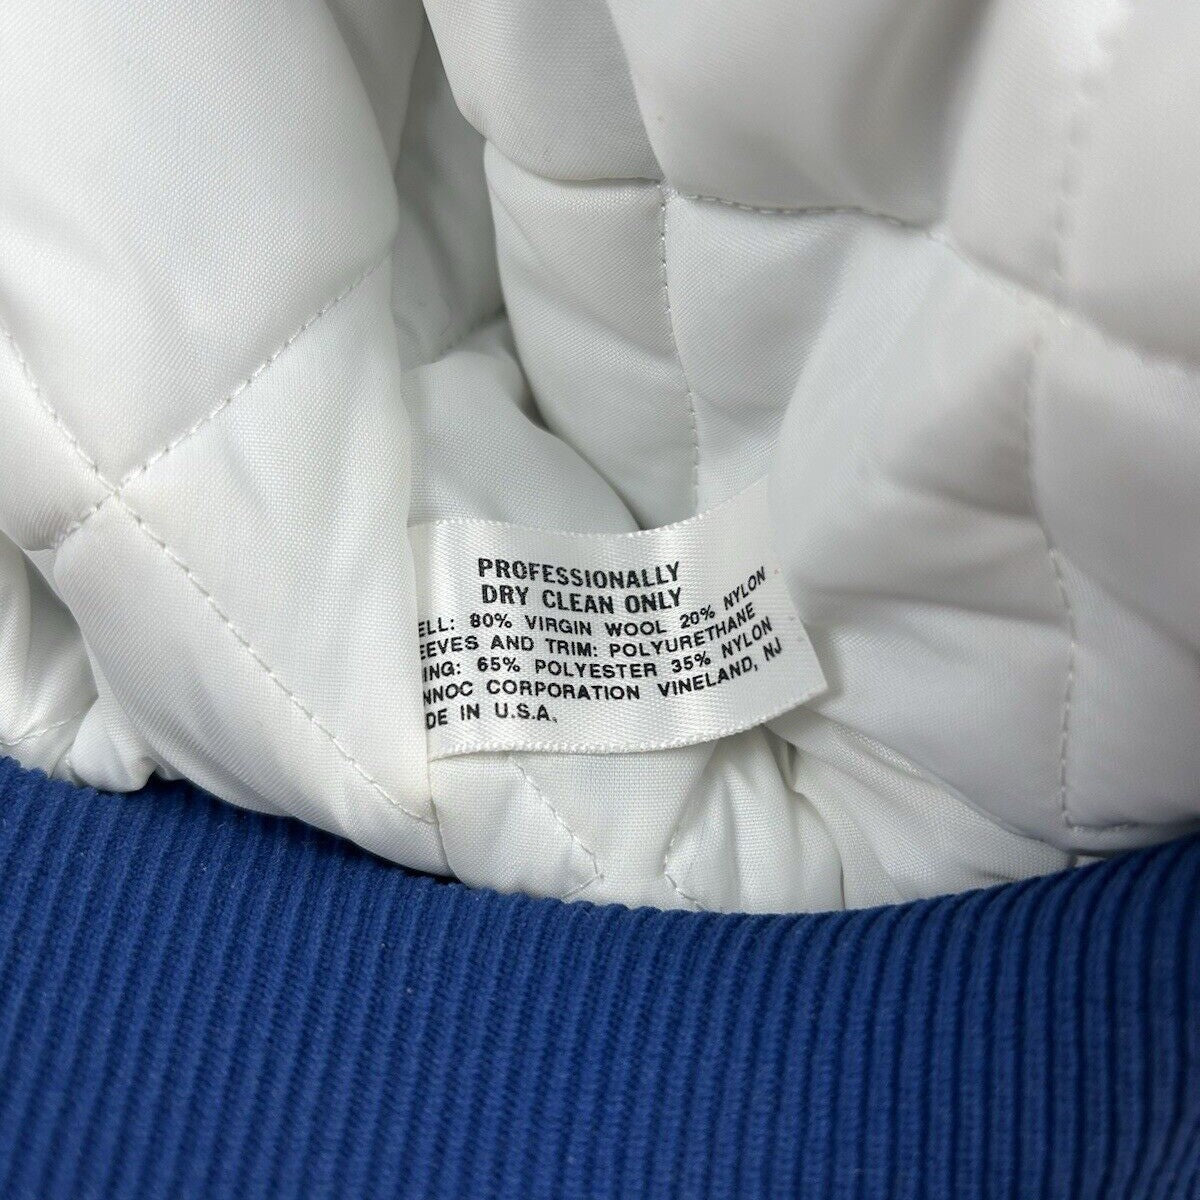 PROFESSIONALLY
DRY CLEAN ONLY
ELL: 80% VIRGIN WOOL 20% NYLON
EEVES AND TRIM: POLYURETHANE
ING: 65% POLYESTER 35% NYLON
NNOC CORPORATION VINELAND, NJ
DE IN U.S.A.